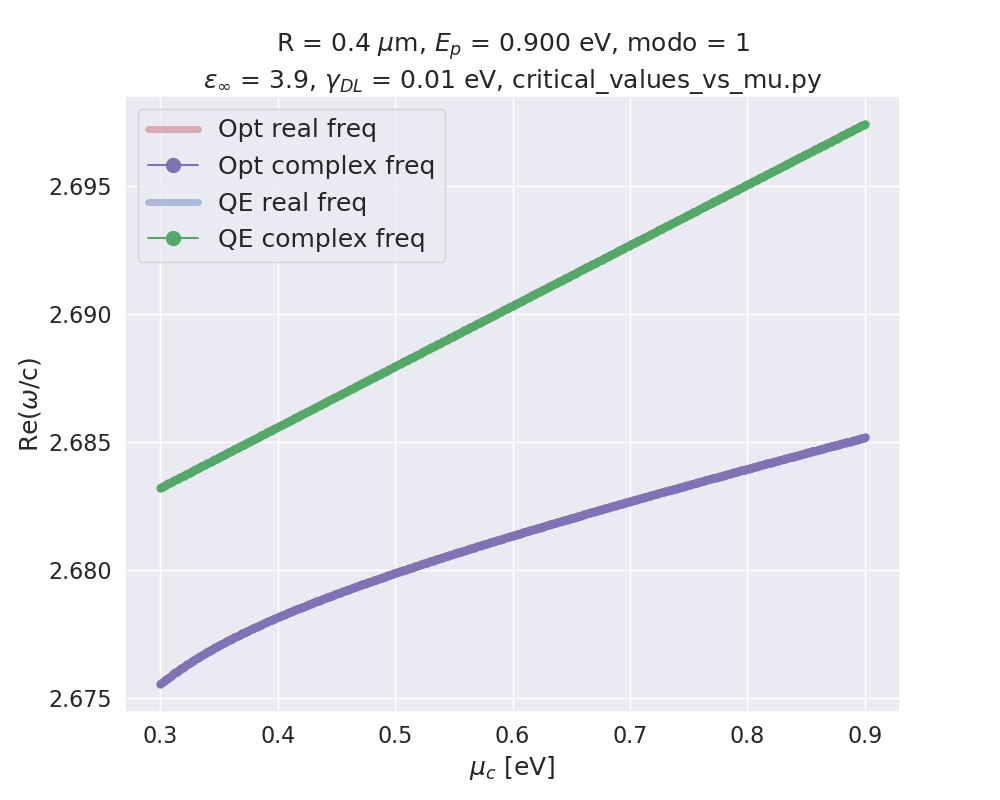 R = 0.4 μm, E_p = 0.900 eV, modo = 1
ε_∞ = 3.9, γ_DL = 0.01 eV, critical_values_vs_mu.py
Opt real freq
Opt complex freq
QE real freq
QE complex freq
2.695
2.690
2.685
2.680
2.675
Re(ω/c)
0.3 0.4 0.5 0.6 0.7 0.8 0.9
μ_c [eV]